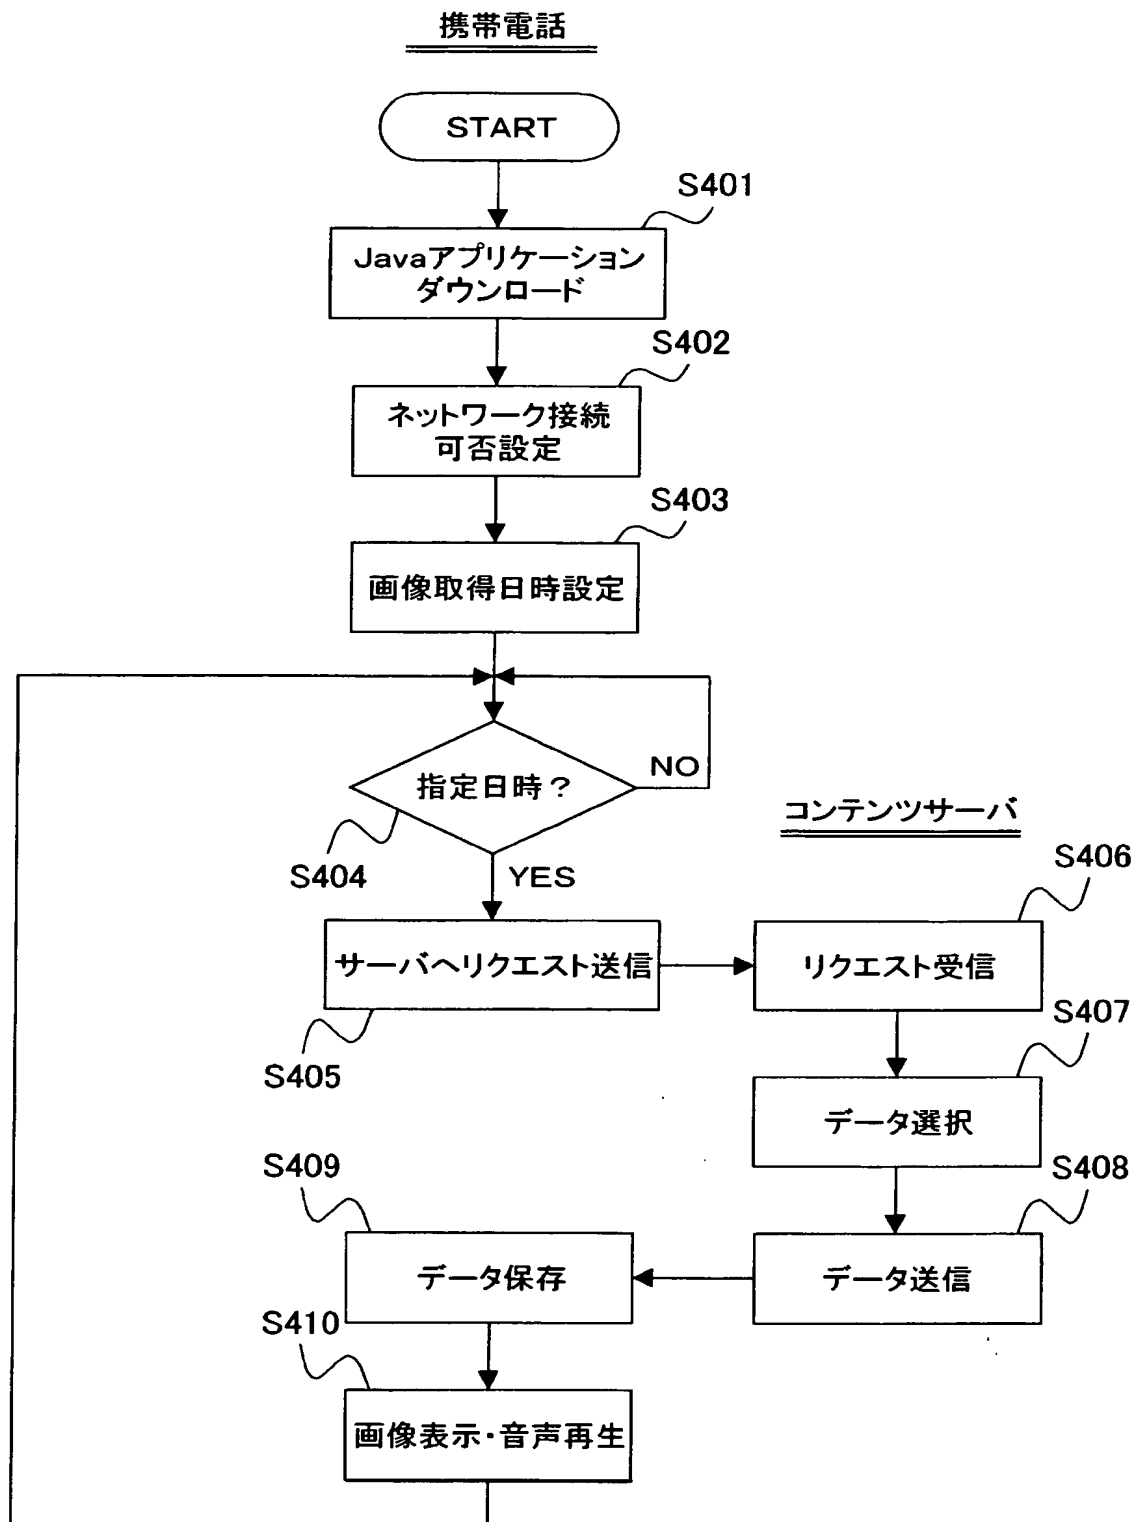 携帯電話
START
S401
Javaアプリケーション
ダウンロード
S402
ネットワーク接続
可否設定
S403
画像取得日時設定
指定日時？
NO
S404
YES
コンテンツサーバ
S406
サーバへリクエスト送信
リクエスト受信
S405
S407
データ選択
S409
S408
データ保存
データ送信
S410
画像表示・音声再生